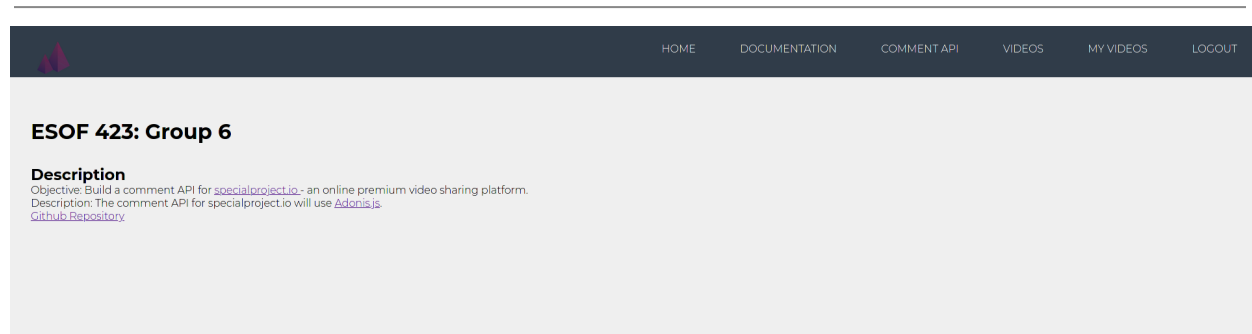 HOME DOCUMENTATION COMMENT API VIDEOS MY VIDEOS LOGOUT
ESOF 423: Group 6
Description
Objective: Build a comment API for specialproject.io - an online premium video sharing platform.
Description: The comment API for specialproject.io will use Adonis.js.
Github Repository